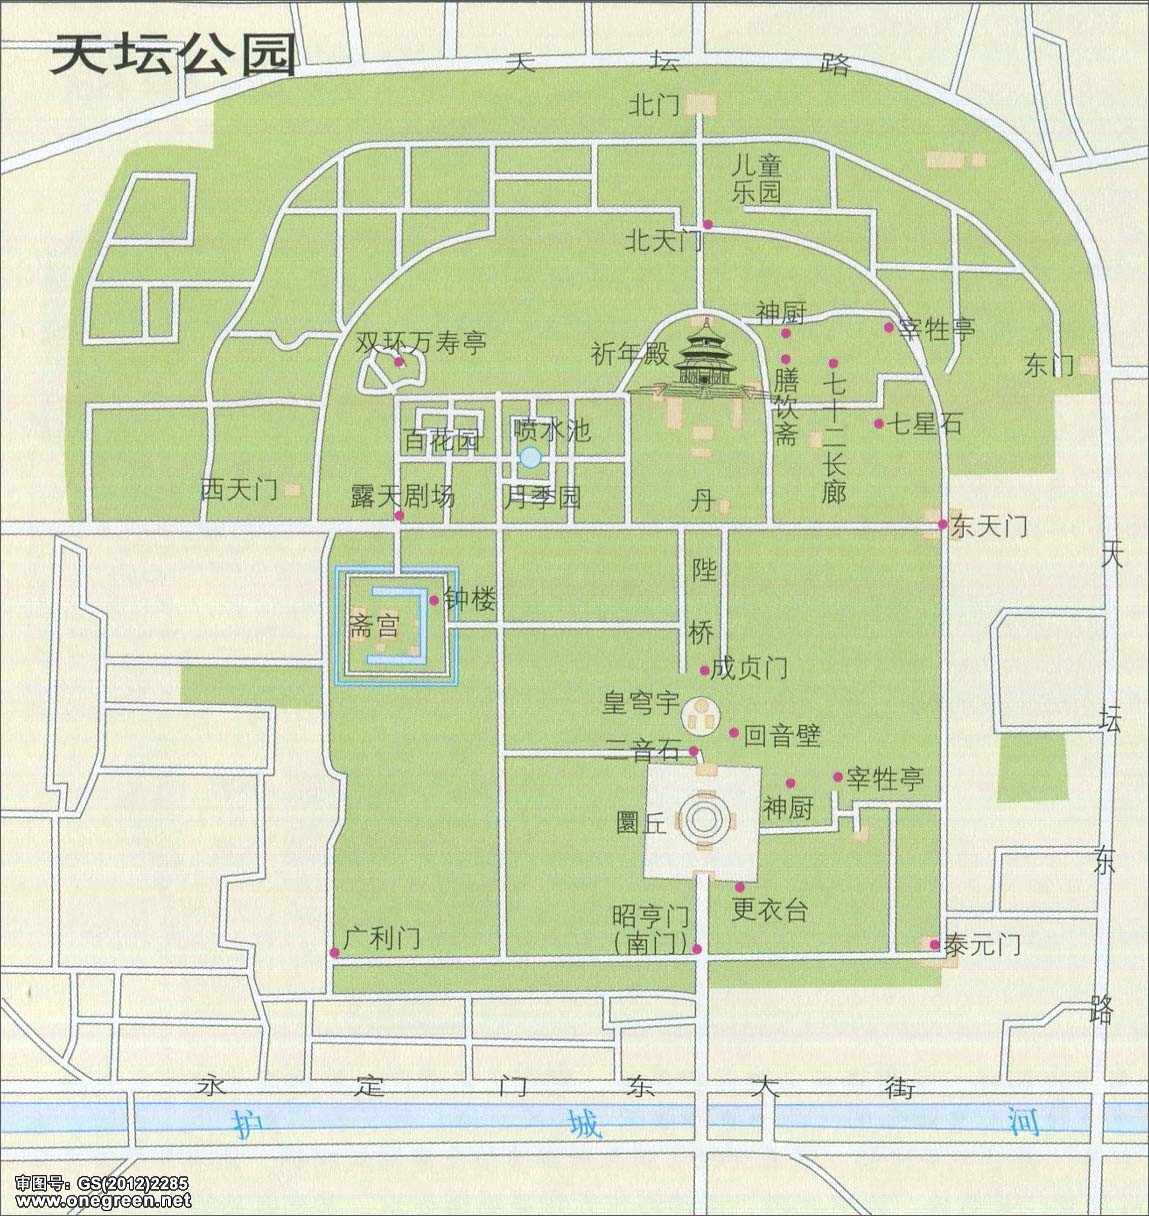 天坛公园
天坛路
北门
儿童
乐园
北天门
神厨
宰牲亭
双环万寿亭
祈年殿
东门
膳饮斋
七十二长廊
七星石
百花园
喷水池
西天门
露天剧场
月季园
丹陛桥
东天门
天坛东路
钟楼
斋宫
成贞门
皇穹宇
回音壁
三音石
宰牲亭
神厨
圜丘
更衣台
昭亨门
(南门)
广利门
泰元门
永定门东大街
护城河
审图号: GS(2012)2285
www.onegreen.net